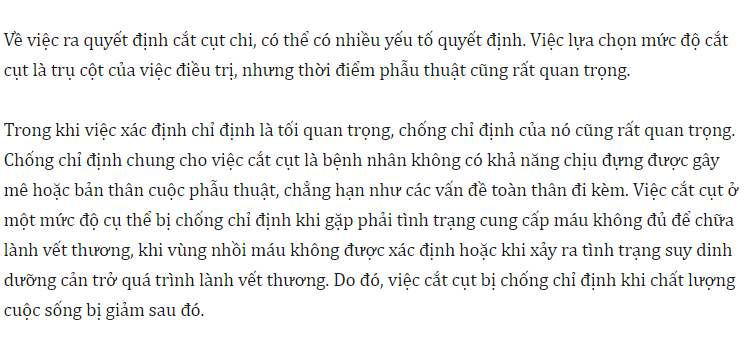 Về việc ra quyết định cắt cụt chi, có thể có nhiều yếu tố quyết định. Việc lựa chọn mức độ cắt
cụt là trụ cột của việc điều trị, nhưng thời điểm phẫu thuật cũng rất quan trọng.
Trong khi việc xác định chỉ định là tối quan trọng, chống chỉ định của nó cũng rất quan trọng.
Chống chỉ định chung cho việc cắt cụt là bệnh nhân không có khả năng chịu đựng được gây
mê hoặc bản thân cuộc phẫu thuật, chẳng hạn như các vấn đề toàn thân đi kèm. Việc cắt cụt ở
một mức độ cụ thể bị chống chỉ định khi gặp phải tình trạng cung cấp máu không đủ để chữa
lành vết thương, khi vùng nhồi máu không được xác định hoặc khi xảy ra tình trạng suy dinh
dưỡng cản trở quá trình lành vết thương. Do đó, việc cắt cụt bị chống chỉ định khi chất lượng
cuộc sống bị giảm sau đó.